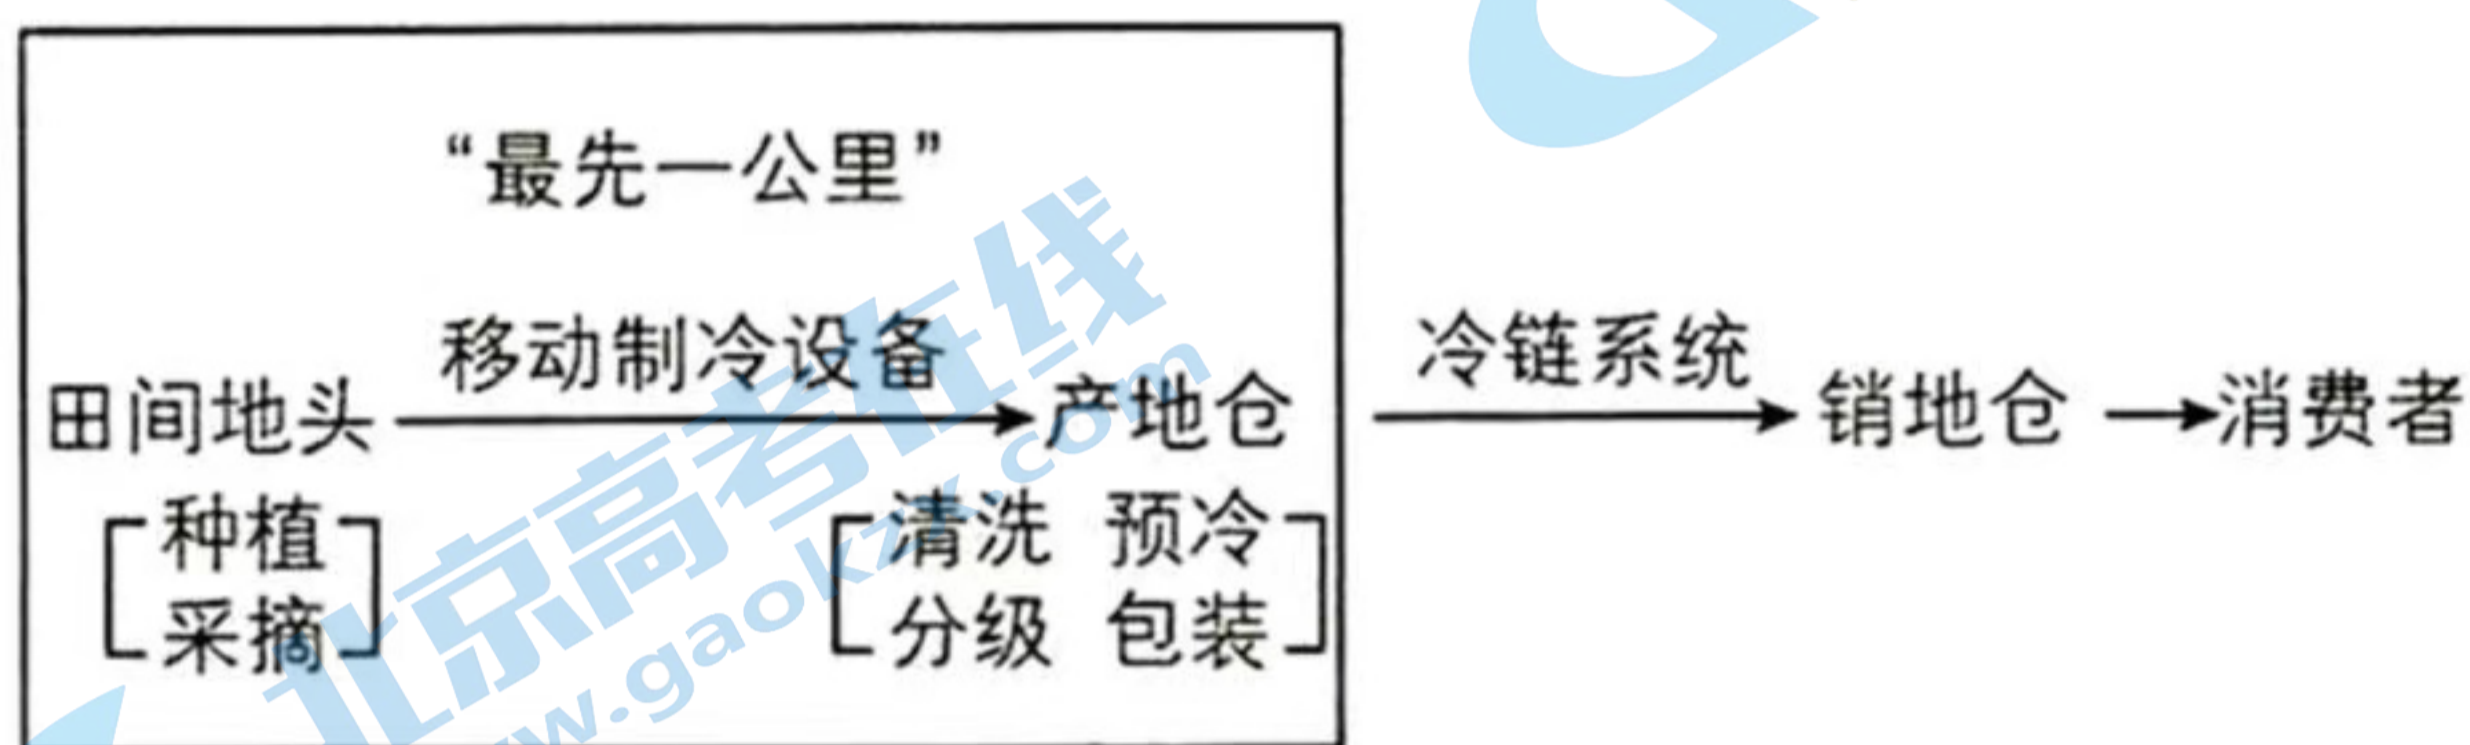 “最先一公里”
移动制冷设备
冷链系统
田间地头 产地仓 销地仓 消费者
种植 清洗 预冷
采摘 分级 包装
北京高考在线
www.gaokzx.com